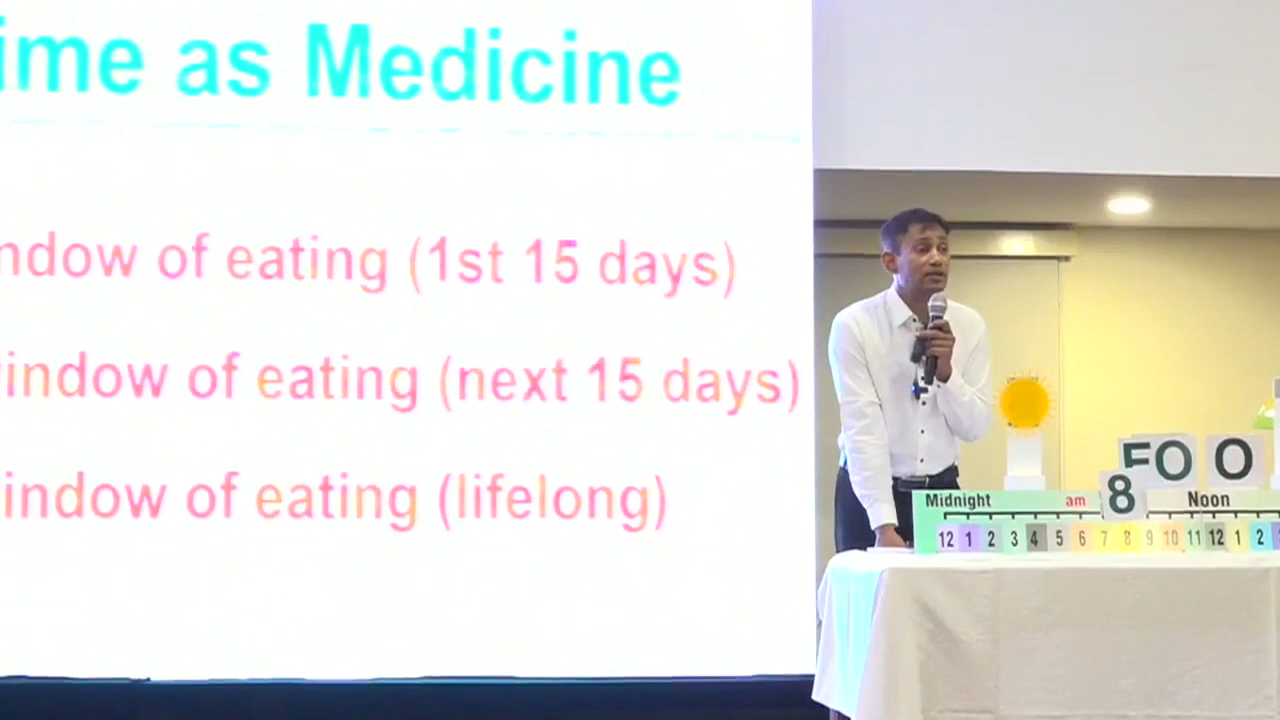 ime as Medicine
ndow of eating (1st 15 days)
indow of eating (next 15 days)
indow of eating (lifelong)
FO O
8
Midnight am Noon
12 1 2 3 4 5 6 7 8 9 10 11 12 1 2